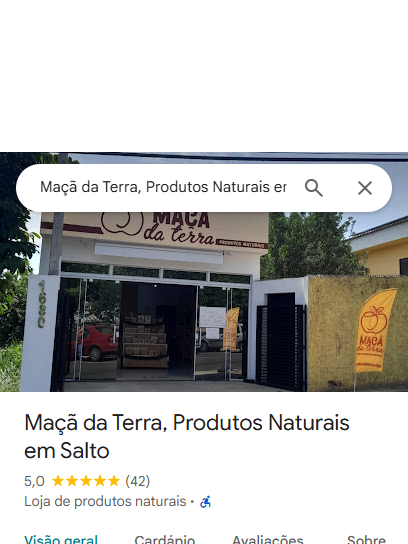 Maçã da Terra, Produtos Naturais em
MAÇÃ
da terra
PRODUTOS NATURAIS
1680
MAÇÃ
da terra
Maçã da Terra, Produtos Naturais
em Salto
5,0 ★★★★★ (42)
Loja de produtos naturais ·
Visão geral Cardápio Avaliações Sobre